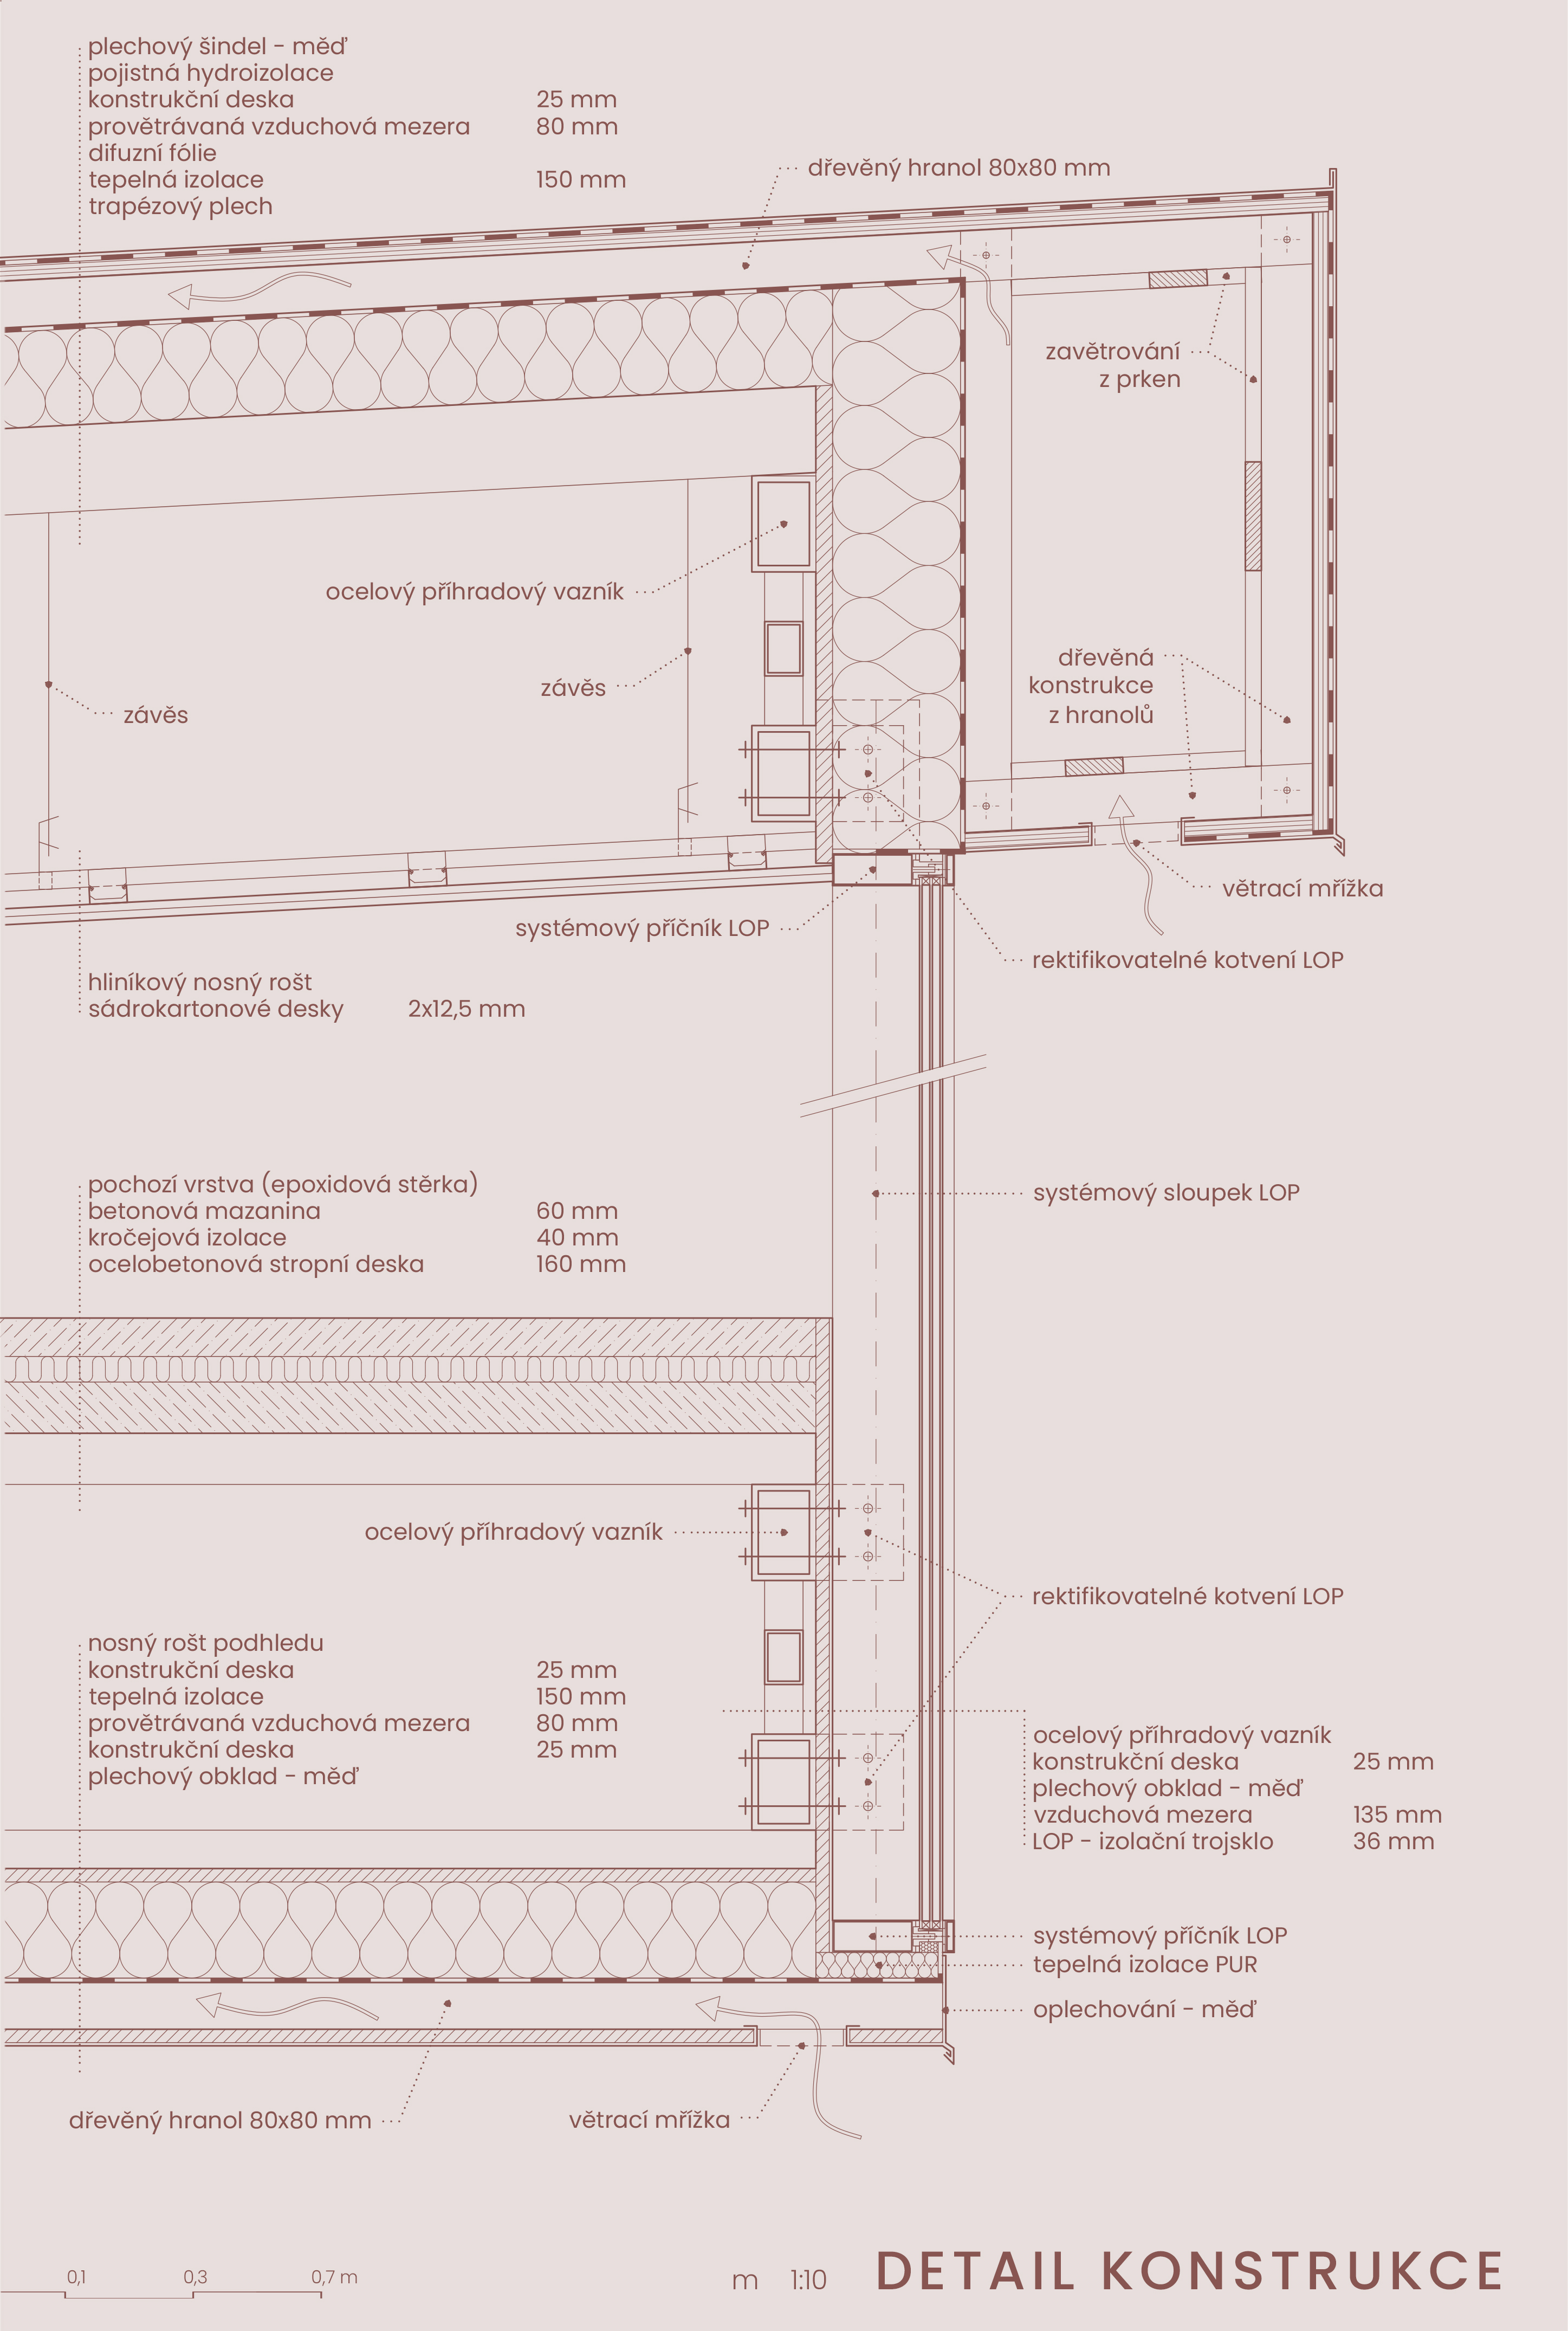 plechový šindel - měď
pojistná hydroizolace
konstrukční deska 25 mm
provětrávaná vzduchová mezera 80 mm
difuzní fólie
tepelná izolace 150 mm
trapézový plech
dřevěný hranol 80x80 mm
zavětrování
z prken
ocelový příhradový vazník
závěs
závěs
dřevěná
konstrukce
z hranolů
větrací mřížka
systémový příčník LOP
rektifikovatelné kotvení LOP
hliníkový nosný rošt
sádrokartonové desky 2x12,5 mm
pochozí vrstva (epoxidová stěrka)
betonová mazanina 60 mm
kročejová izolace 40 mm
ocelobetonová stropní deska 160 mm
systémový sloupek LOP
ocelový příhradový vazník
rektifikovatelné kotvení LOP
nosný rošt podhledu
konstrukční deska 25 mm
tepelná izolace 150 mm
provětrávaná vzduchová mezera 80 mm
konstrukční deska 25 mm
plechový obklad - měď
ocelový příhradový vazník
konstrukční deska 25 mm
plechový obklad - měď
vzduchová mezera 135 mm
LOP - izolační trojsklo 36 mm
systémový příčník LOP
tepelná izolace PUR
oplechování - měď
dřevěný hranol 80x80 mm
větrací mřížka
0,1 0,3 0,7 m
m 1:10
DETAIL KONSTRUKCE